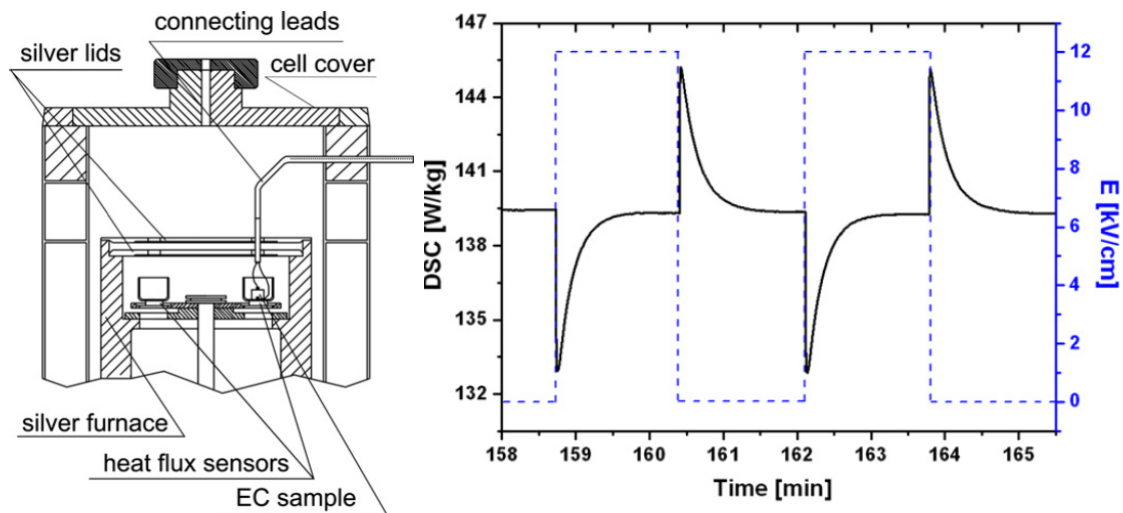 connecting leads
silver lids
cell cover
silver furnace
heat flux sensors
EC sample
147
144
141
138
135
132
DSC [W/kg]
12
10
8
6
4
2
0
E [kV/cm]
158 159 160 161 162 163 164 165
Time [min]